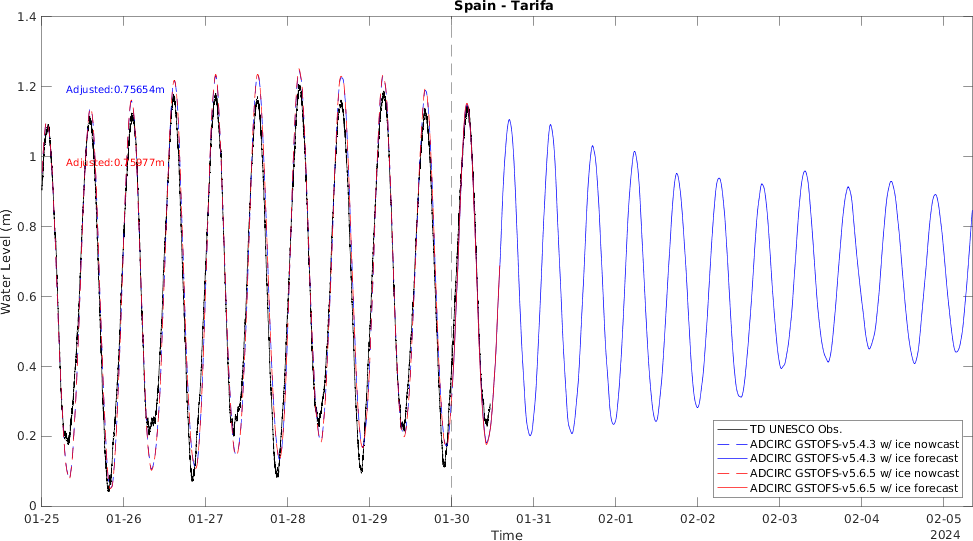 Spain - Tarifa
1.4
1.2
1
0.8
0.6
0.4
0.2
0
Water Level (m)
Adjusted:0.75654m
Adjusted:0.75977m
TD UNESCO Obs.
ADCIRC GSTOFS-v5.4.3 w/ ice nowcast
ADCIRC GSTOFS-v5.4.3 w/ ice forecast
ADCIRC GSTOFS-v5.6.5 w/ ice nowcast
ADCIRC GSTOFS-v5.6.5 w/ ice forecast
01-25 01-26 01-27 01-28 01-29 01-30 01-31 02-01 02-02 02-03 02-04 02-05
2024
Time